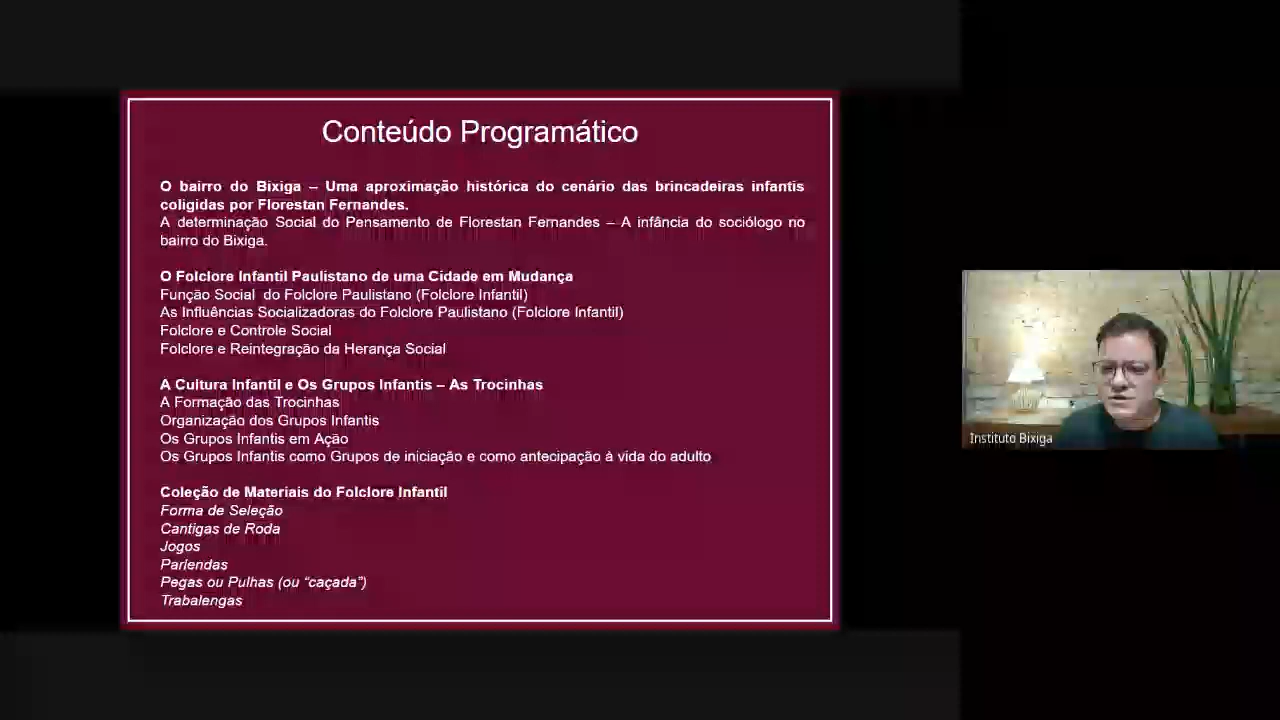 Conteúdo Programático
O bairro do Bixiga – Uma aproximação histórica do cenário das brincadeiras infantis
coligidas por Florestan Fernandes.
A determinação Social do Pensamento de Florestan Fernandes – A infância do sociólogo no
bairro do Bixiga.
O Folclore Infantil Paulistano de uma Cidade em Mudança
Função Social do Folclore Paulistano (Folclore Infantil)
As Influências Socializadoras do Folclore Paulistano (Folclore Infantil)
Folclore e Controle Social
Folclore e Reintegração da Herança Social
A Cultura Infantil e Os Grupos Infantis – As Trocinhas
A Formação das Trocinhas
Organização dos Grupos Infantis
Os Grupos Infantis em Ação
Os Grupos Infantis como Grupos de iniciação e como antecipação à vida do adulto
Coleção de Materiais do Folclore Infantil
Forma de Seleção
Cantigas de Roda
Jogos
Parlendas
Pegas ou Pulhas (ou “caçada”)
Trabalengas
Instituto Bixiga